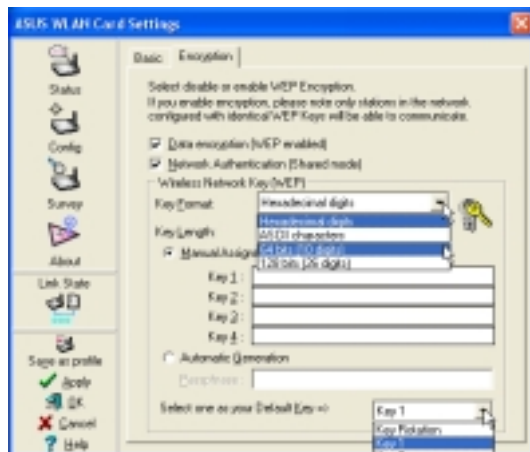 ASUS WLAN Card Settings
Status
Config
Survey
About
Link State
Save as profile
Apply
OK
Cancel
Help
Basic
Encryption
Select disable or enable WEP Encryption.
If you enable encryption, please note only stations in the network
configured with identical WEP Keys will be able to communicate.
Data encryption (WEP enabled)
Network Authentication (Shared mode)
Wireless Network Key (WEP)
Key Format: Hexadecimal digits
Hexadecimal digits
Key Length: ASCII characters
Manual Assign 64 bits (10 digits)
128 bits (26 digits)
Key 1 :
Key 2 :
Key 3 :
Key 4 :
Automatic Generation
Passphrase :
Select one as your Default Key => Key 1
Key Rotation
Key 1